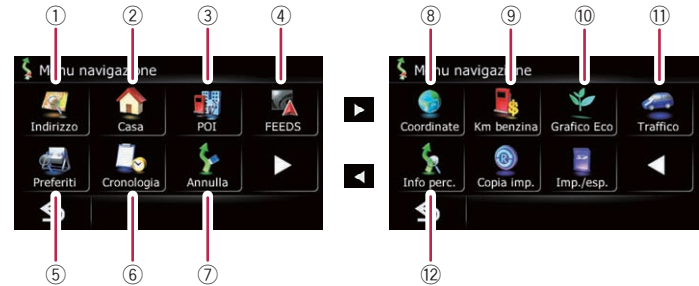 ① ② ③ ④ ⑧ ⑨ ⑩ ⑪
Menu navigazione
Indirizzo Casa POI FEEDS
Preferiti Cronologia Annulla
Menu navigazione
Coordinate Km benzina Grafico Eco Traffico
Info perc. Copia imp. Imp./esp.
⑤ ⑥ ⑦ ⑫